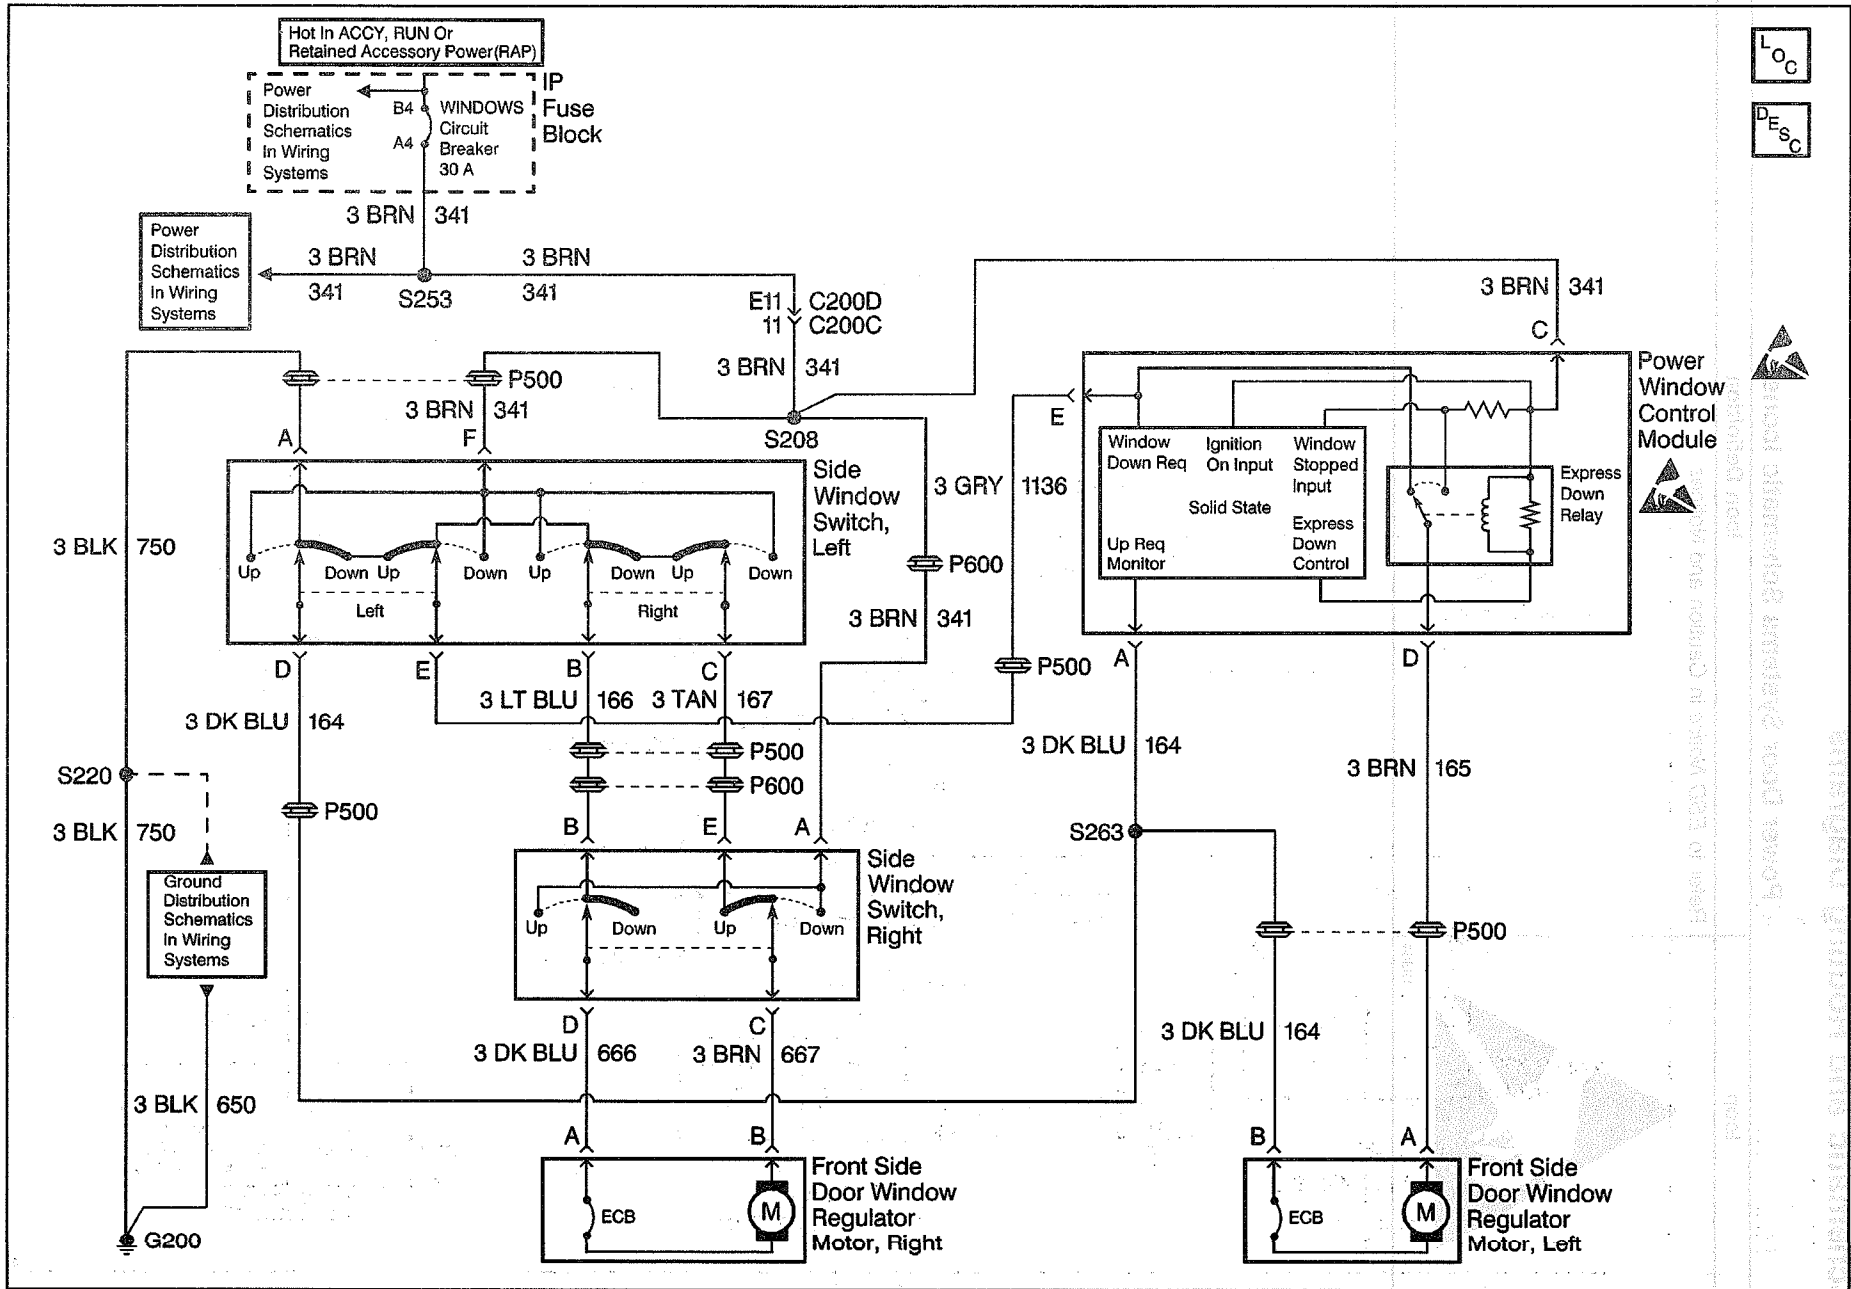 Hot In ACCY, RUN Or
Retained Accessory Power(RAP)
Power
Distribution
Schematics
In Wiring
Systems
B4
A4
WINDOWS
Circuit
Breaker
30 A
IP
Fuse
Block
LOC
DESC
3 BRN 341
Power
Distribution
Schematics
In Wiring
Systems
3 BRN
341
S253
3 BRN
341
E11 C200D
11 C200C
3 BRN 341
3 BRN 341
C
P500
3 BRN 341
S208
A
F
E
Power
Window
Control
Module
Side
Window
Switch,
Left
Window
Down Req
Ignition
On Input
Window
Stopped
Input
Solid State
Up Req
Monitor
Express
Down
Control
Express
Down
Relay
3 GRY 1136
3 BLK 750
Up
Down
Up
Down
Up
Down
Up
Down
Left
Right
P600
3 BRN 341
D
E
B
C
P500
A
D
3 LT BLU 166
3 TAN 167
3 DK BLU 164
3 DK BLU 164
3 BRN 165
P500
P600
S220
P500
3 BLK 750
B
E
A
S263
Side
Window
Switch,
Right
Up
Down
Up
Down
Ground
Distribution
Schematics
In Wiring
Systems
P500
D
C
3 DK BLU 666
3 BRN 667
3 DK BLU 164
3 BLK 650
A
B
B
A
ECB
M
Front Side
Door Window
Regulator
Motor, Right
ECB
M
Front Side
Door Window
Regulator
Motor, Left
G200